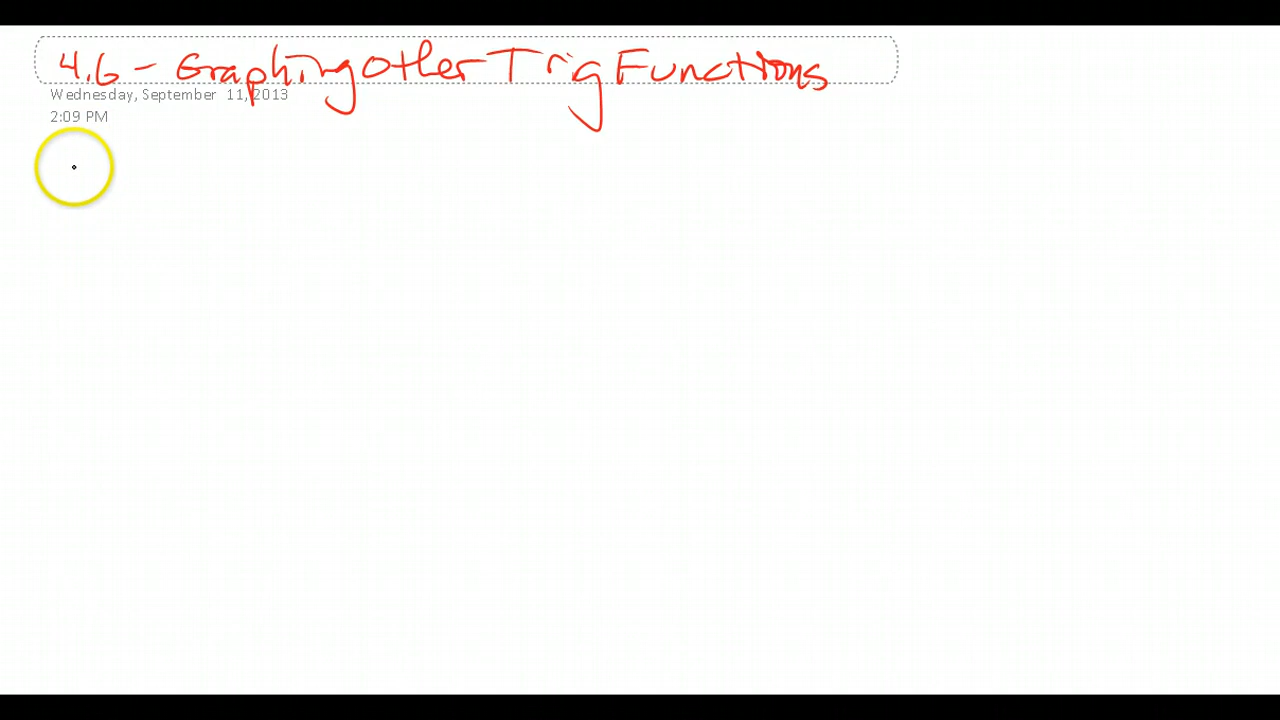 4.6 - Graphing Other Trig Functions
Wednesday, September 11, 2013
2:09 PM